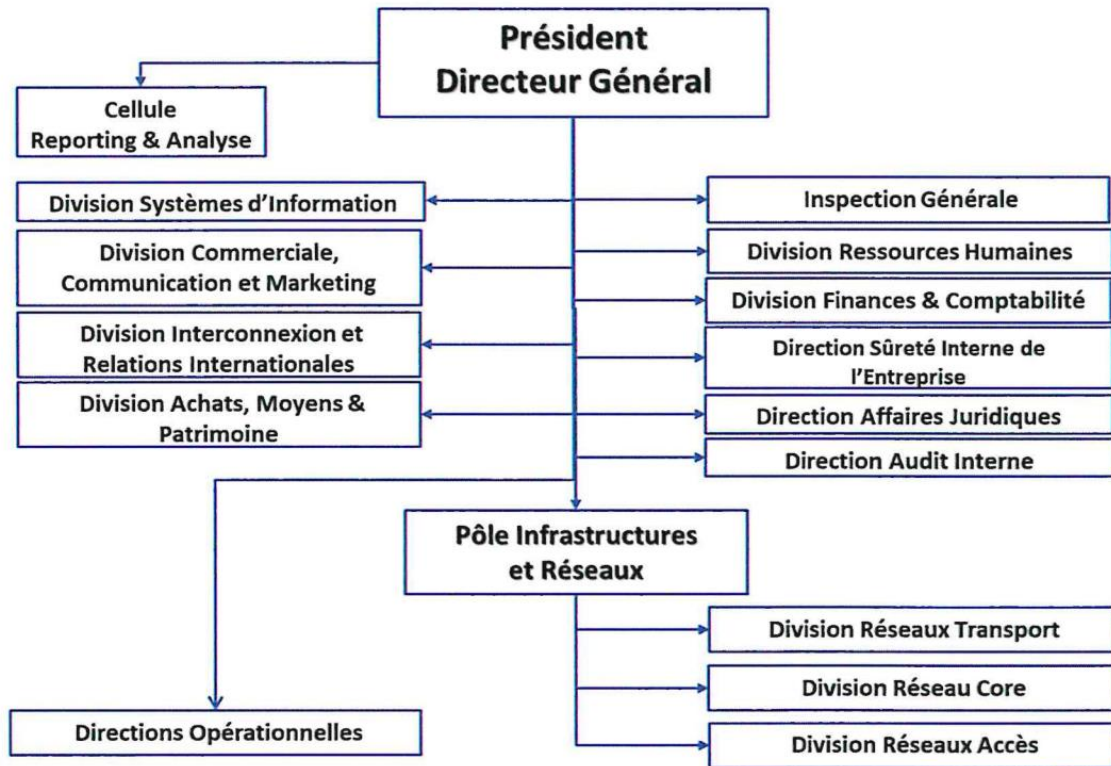 Président
Directeur Général
Cellule
Reporting & Analyse
Division Systèmes d'Information
Inspection Générale
Division Commerciale,
Communication et Marketing
Division Ressources Humaines
Division Finances & Comptabilité
Division Interconnexion et
Relations Internationales
Direction Sûreté Interne de
l'Entreprise
Division Achats, Moyens &
Patrimoine
Direction Affaires Juridiques
Direction Audit Interne
Pôle Infrastructures
et Réseaux
Division Réseaux Transport
Division Réseau Core
Directions Opérationnelles
Division Réseaux Accès